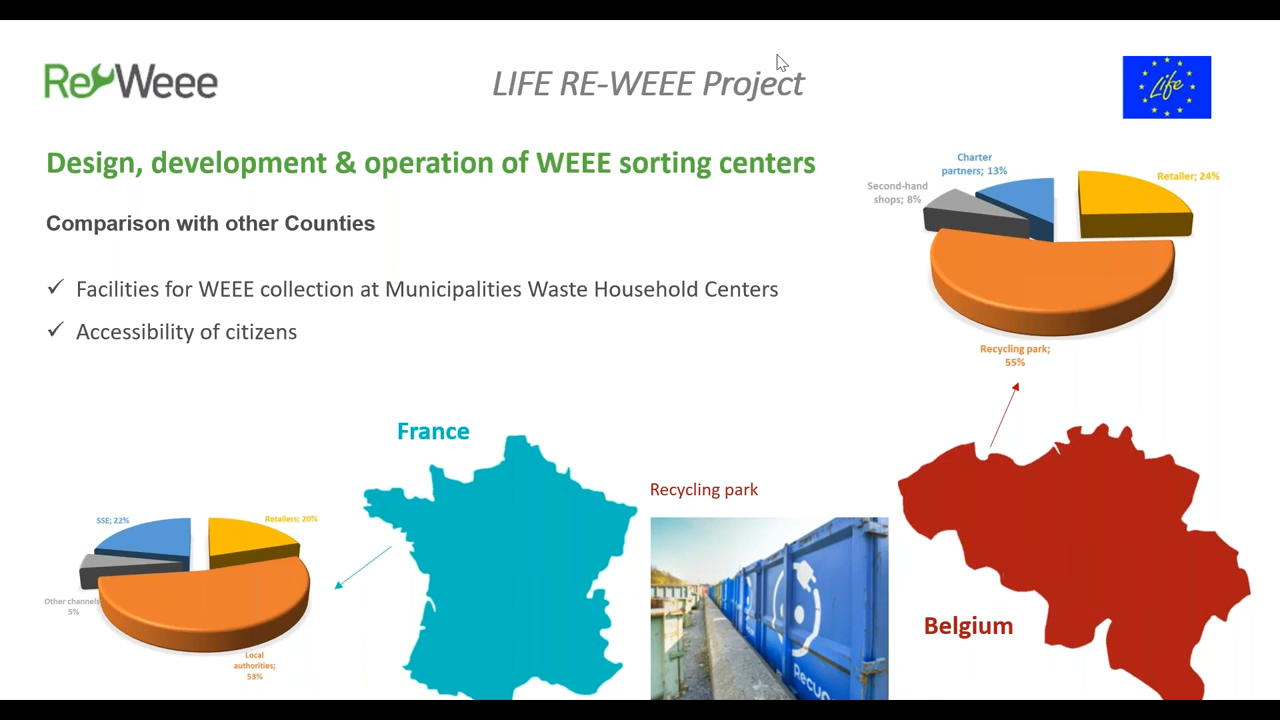 ReWeee
LIFE RE-WEEE Project
Life
Design, development & operation of WEEE sorting centers
Comparison with other Counties
✓ Facilities for WEEE collection at Municipalities Waste Household Centers
✓ Accessibility of citizens
Charter
partners; 13%
Retailer; 24%
Second-hand
shops; 8%
Recycling park;
55%
France
SSE; 22%
Retailers; 20%
Other channels
5%
Local
authorities;
53%
Recycling park
Belgium